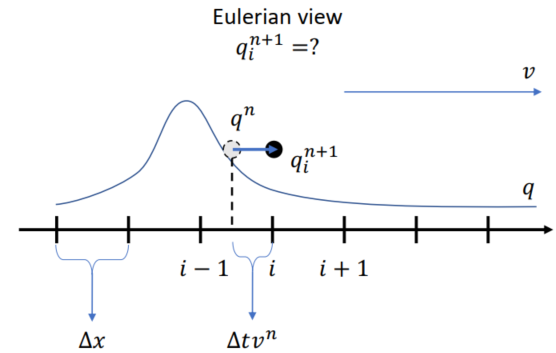 Eulerian view
$q_i^{n+1} = ?$
$v$
$q^n$
$q_i^{n+1}$
$q$
$i-1$
$i$
$i+1$
$\Delta x$
$\Delta t v^n$